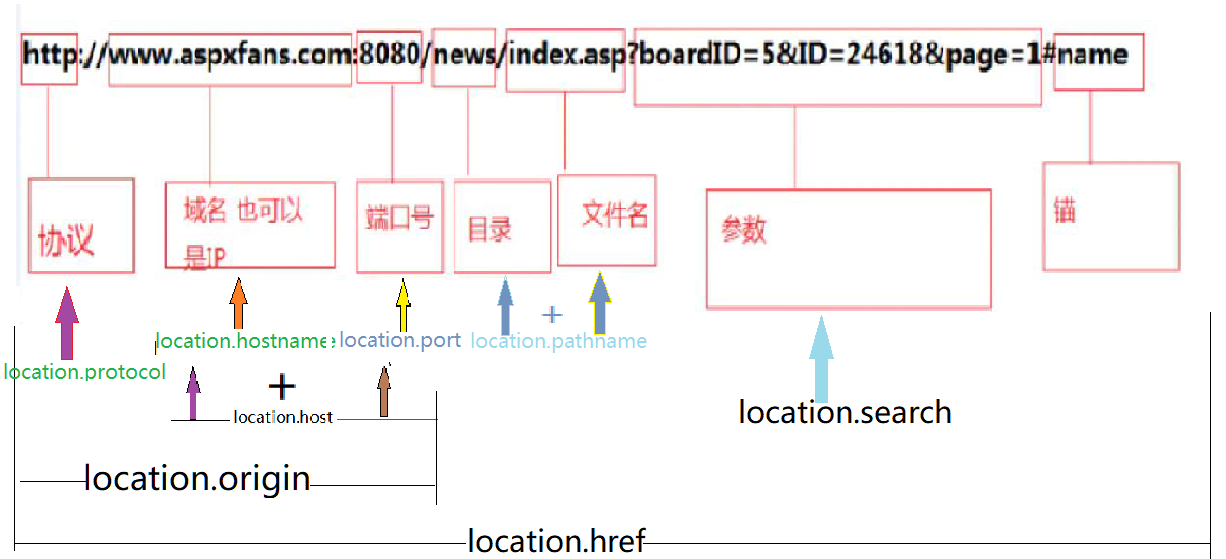 http://www.aspxfans.com:8080/news/index.asp?boardID=5&ID=24618&page=1#name
协议
域名 也可以
是IP
端口号
目录
文件名
参数
锚
+
location.hostname
location.port
location.pathname
location.protocol
+
location.host
location.search
location.origin
location.href